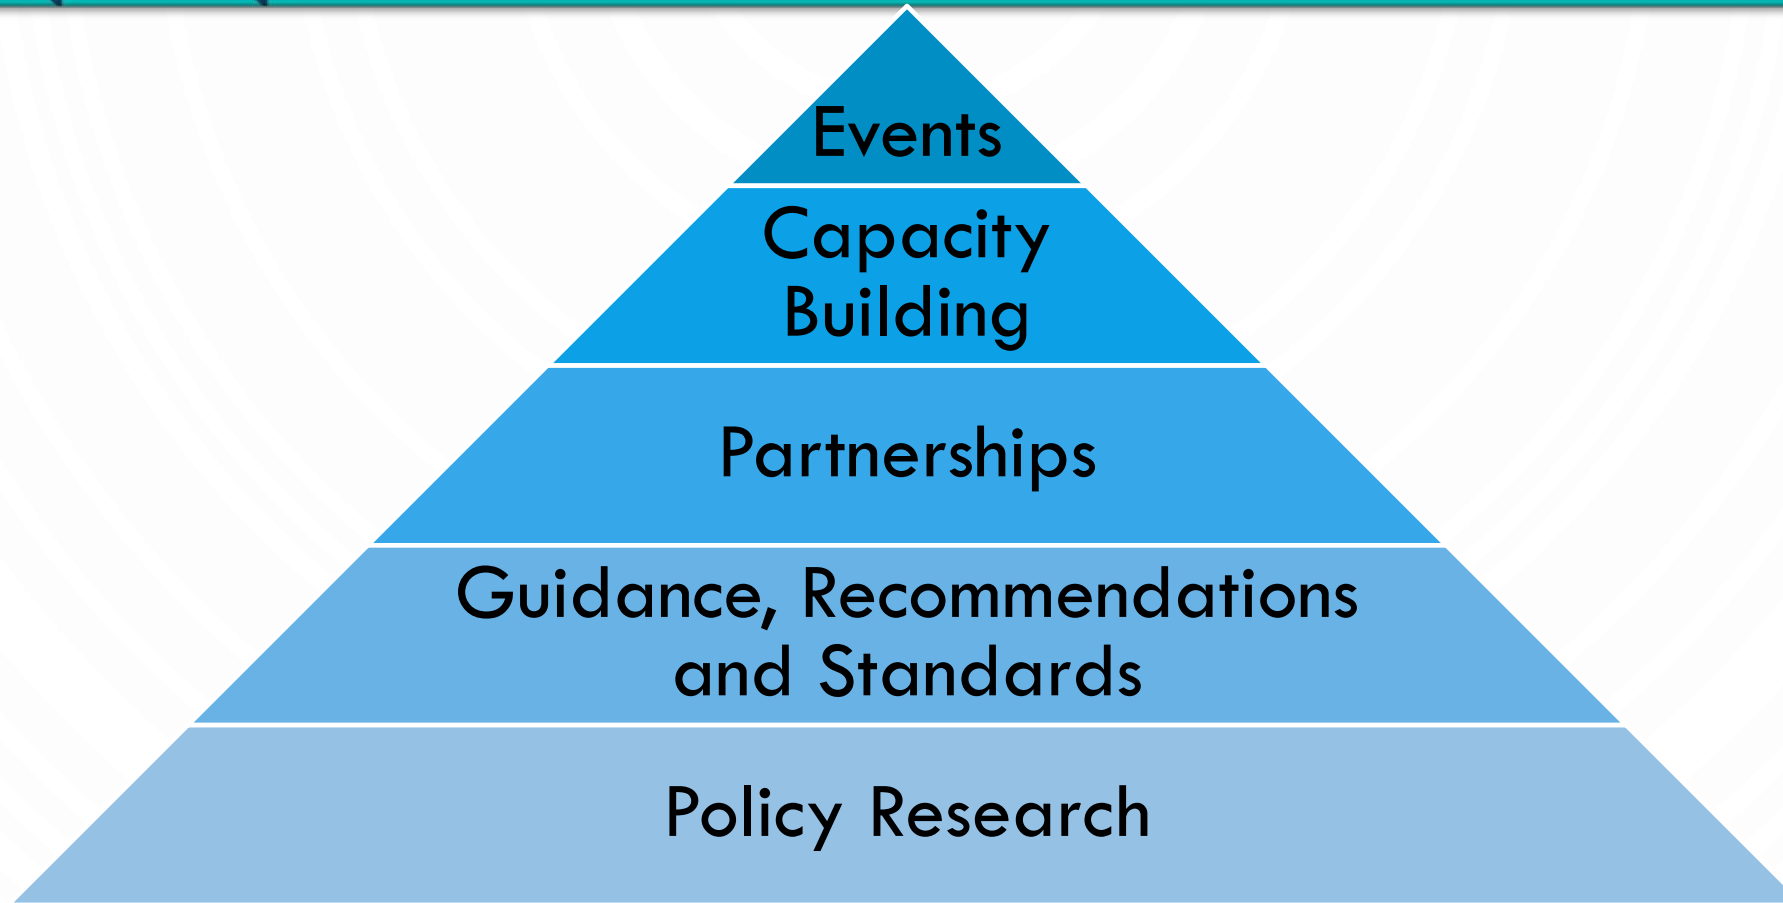 Events
Capacity
Building
Partnerships
Guidance, Recommendations
and Standards
Policy Research